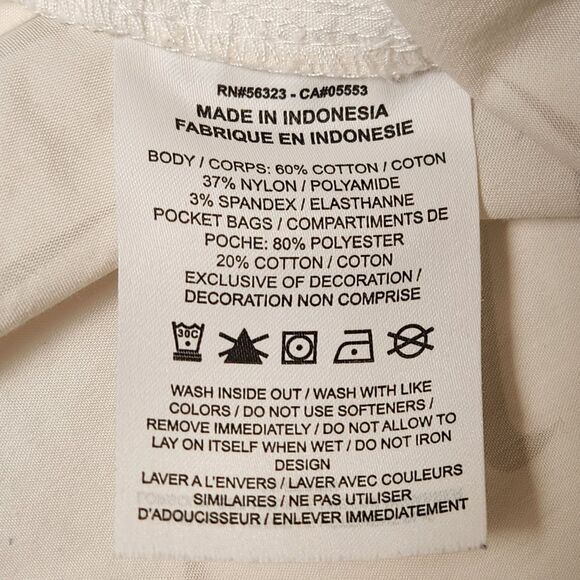 RN#56323 - CA#05553
MADE IN INDONESIA
FABRIQUE EN INDONESIE
BODY / CORPS: 60% COTTON / COTON
37% NYLON / POLYAMIDE
3% SPANDEX / ELASTHANNE
POCKET BAGS / COMPARTIMENTS DE
POCHE: 80% POLYESTER
20% COTTON / COTON
EXCLUSIVE OF DECORATION /
DECORATION NON COMPRISE
30C
WASH INSIDE OUT / WASH WITH LIKE
COLORS / DO NOT USE SOFTENERS /
REMOVE IMMEDIATELY / DO NOT ALLOW TO
LAY ON ITSELF WHEN WET / DO NOT IRON
DESIGN
LAVER A L'ENVERS / LAVER AVEC COULEURS
SIMILAIRES / NE PAS UTILISER
D'ADOUCISSEUR / ENLEVER IMMEDIATEMENT